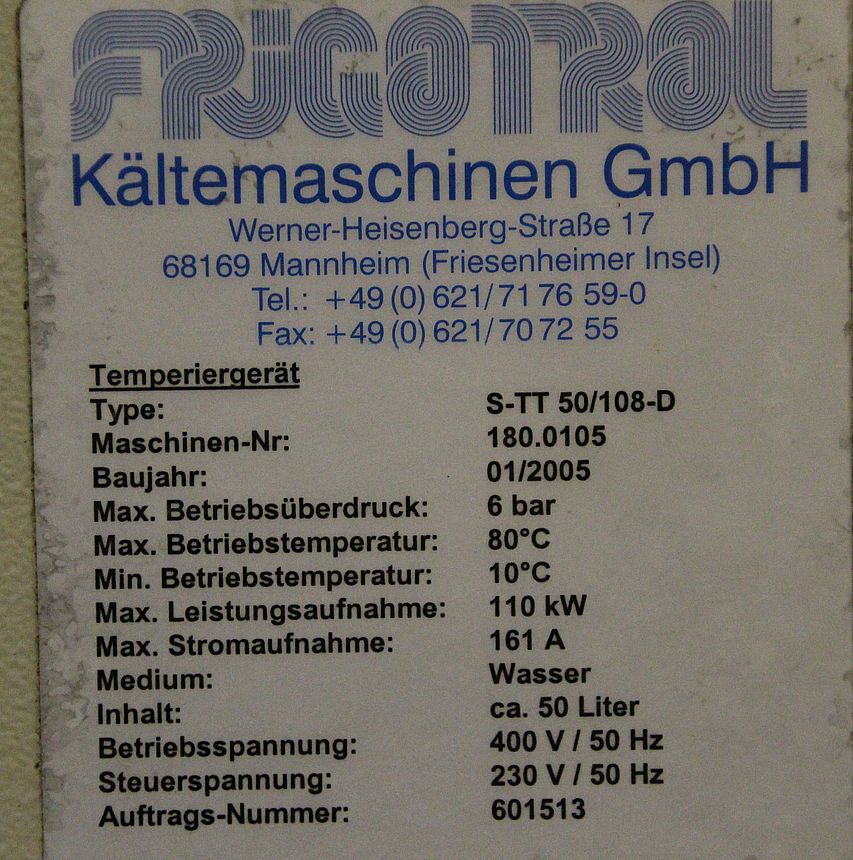 FRIGOTROL
Kältemaschinen GmbH
Werner-Heisenberg-Straße 17
68169 Mannheim (Friesenheimer Insel)
Tel.: +49 (0) 621/71 76 59-0
Fax: +49 (0) 621/70 72 55
Temperiergerät
Type: S-TT 50/108-D
Maschinen-Nr: 180.0105
Baujahr: 01/2005
Max. Betriebsüberdruck: 6 bar
Max. Betriebstemperatur: 80°C
Min. Betriebstemperatur: 10°C
Max. Leistungsaufnahme: 110 kW
Max. Stromaufnahme: 161 A
Medium: Wasser
Inhalt: ca. 50 Liter
Betriebsspannung: 400 V / 50 Hz
Steuerspannung: 230 V / 50 Hz
Auftrags-Nummer: 601513